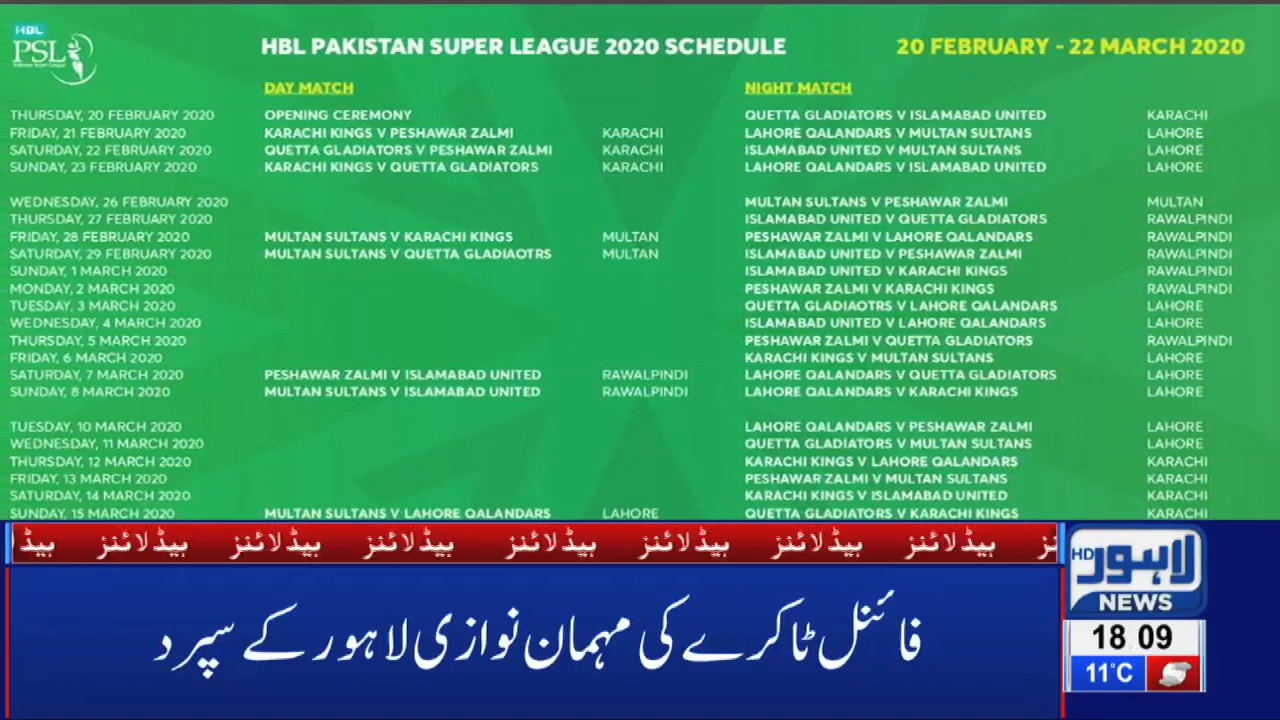 HBL
PSL
Pakistan Super League
HBL PAKISTAN SUPER LEAGUE 2020 SCHEDULE 20 FEBRUARY - 22 MARCH 2020
DAY MATCH NIGHT MATCH
THURSDAY, 20 FEBRUARY 2020 OPENING CEREMONY QUETTA GLADIATORS V ISLAMABAD UNITED KARACHI
FRIDAY, 21 FEBRUARY 2020 KARACHI KINGS V PESHAWAR ZALMI KARACHI LAHORE QALANDARS V MULTAN SULTANS LAHORE
SATURDAY, 22 FEBRUARY 2020 QUETTA GLADIATORS V PESHAWAR ZALMI KARACHI ISLAMABAD UNITED V MULTAN SULTANS LAHORE
SUNDAY, 23 FEBRUARY 2020 KARACHI KINGS V QUETTA GLADIATORS KARACHI LAHORE QALANDARS V ISLAMABAD UNITED LAHORE
WEDNESDAY, 26 FEBRUARY 2020 MULTAN SULTANS V PESHAWAR ZALMI MULTAN
THURSDAY, 27 FEBRUARY 2020 ISLAMABAD UNITED V QUETTA GLADIATORS RAWALPINDI
FRIDAY, 28 FEBRUARY 2020 MULTAN SULTANS V KARACHI KINGS MULTAN PESHAWAR ZALMI V LAHORE QALANDARS RAWALPINDI
SATURDAY, 29 FEBRUARY 2020 MULTAN SULTANS V QUETTA GLADIAOTRS MULTAN ISLAMABAD UNITED V PESHAWAR ZALMI RAWALPINDI
SUNDAY, 1 MARCH 2020 ISLAMABAD UNITED V KARACHI KINGS RAWALPINDI
MONDAY, 2 MARCH 2020 PESHAWAR ZALMI V KARACHI KINGS RAWALPINDI
TUESDAY, 3 MARCH 2020 QUETTA GLADIAOTRS V LAHORE QALANDARS LAHORE
WEDNESDAY, 4 MARCH 2020 ISLAMABAD UNITED V LAHORE QALANDARS LAHORE
THURSDAY, 5 MARCH 2020 PESHAWAR ZALMI V QUETTA GLADIATORS RAWALPINDI
FRIDAY, 6 MARCH 2020 KARACHI KINGS V MULTAN SULTANS LAHORE
SATURDAY, 7 MARCH 2020 PESHAWAR ZALMI V ISLAMABAD UNITED RAWALPINDI LAHORE QALANDARS V QUETTA GLADIATORS LAHORE
SUNDAY, 8 MARCH 2020 MULTAN SULTANS V ISLAMABAD UNITED RAWALPINDI LAHORE QALANDARS V KARACHI KINGS LAHORE
TUESDAY, 10 MARCH 2020 LAHORE QALANDARS V PESHAWAR ZALMI LAHORE
WEDNESDAY, 11 MARCH 2020 QUETTA GLADIATORS V MULTAN SULTANS LAHORE
THURSDAY, 12 MARCH 2020 KARACHI KINGS V LAHORE QALANDARS KARACHI
FRIDAY, 13 MARCH 2020 PESHAWAR ZALMI V MULTAN SULTANS KARACHI
SATURDAY, 14 MARCH 2020 KARACHI KINGS V ISLAMABAD UNITED KARACHI
SUNDAY, 15 MARCH 2020 MULTAN SULTANS V LAHORE QALANDARS LAHORE QUETTA GLADIATORS V KARACHI KINGS KARACHI
ہیڈلائنز ہیڈلائنز ہیڈلائنز ہیڈلائنز ہیڈلائنز ہیڈلائنز ہیڈلائنز
فائنل ٹاکرے کی مہمان نوازی لاہور کے سپرد
HD لاہور
NEWS
18 09
11°C